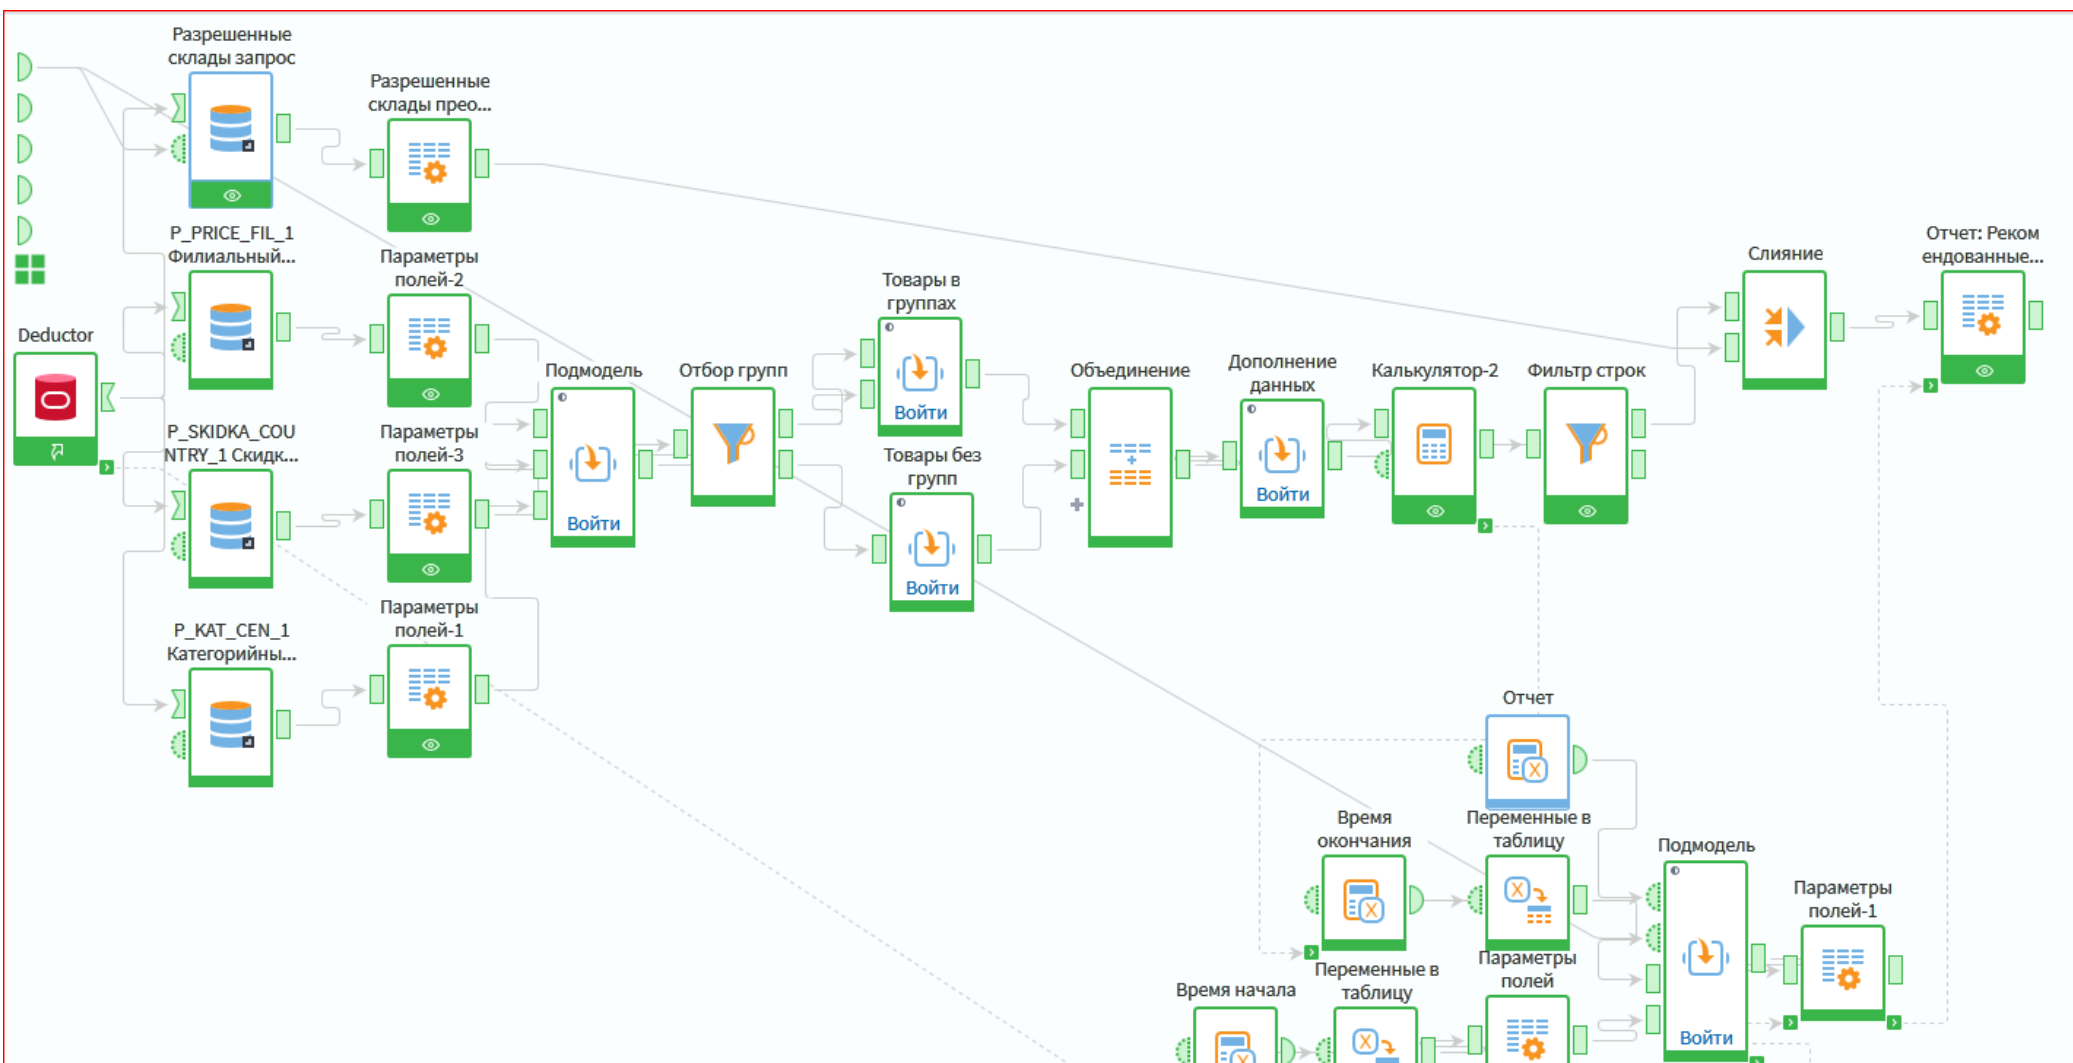 Разрешенные
склады запрос
Разрешенные
склады прео...
P_PRICE_FIL_1
Филиальный...
Параметры
полей-2
Товары в
группах
Войти
Слияние
Отчет: Реком
ендованные...
Deductor
Подмодель
Войти
Отбор групп
Объединение
Дополнение
данных
Войти
Калькулятор-2
Фильтр строк
P_SKIDKA_COU
NTRY_1 Скидк...
Параметры
полей-3
Товары без
групп
Войти
P_KAT_CEN_1
Категорийны...
Параметры
полей-1
Отчет
Время
окончания
Переменные в
таблицу
Подмодель
Войти
Параметры
полей-1
Время начала
Переменные в
таблицу
Параметры
полей